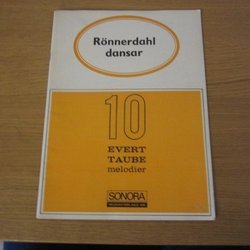 Rönnerdahl
dansar
10
EVERT
TAUBE
melodier
SONORA